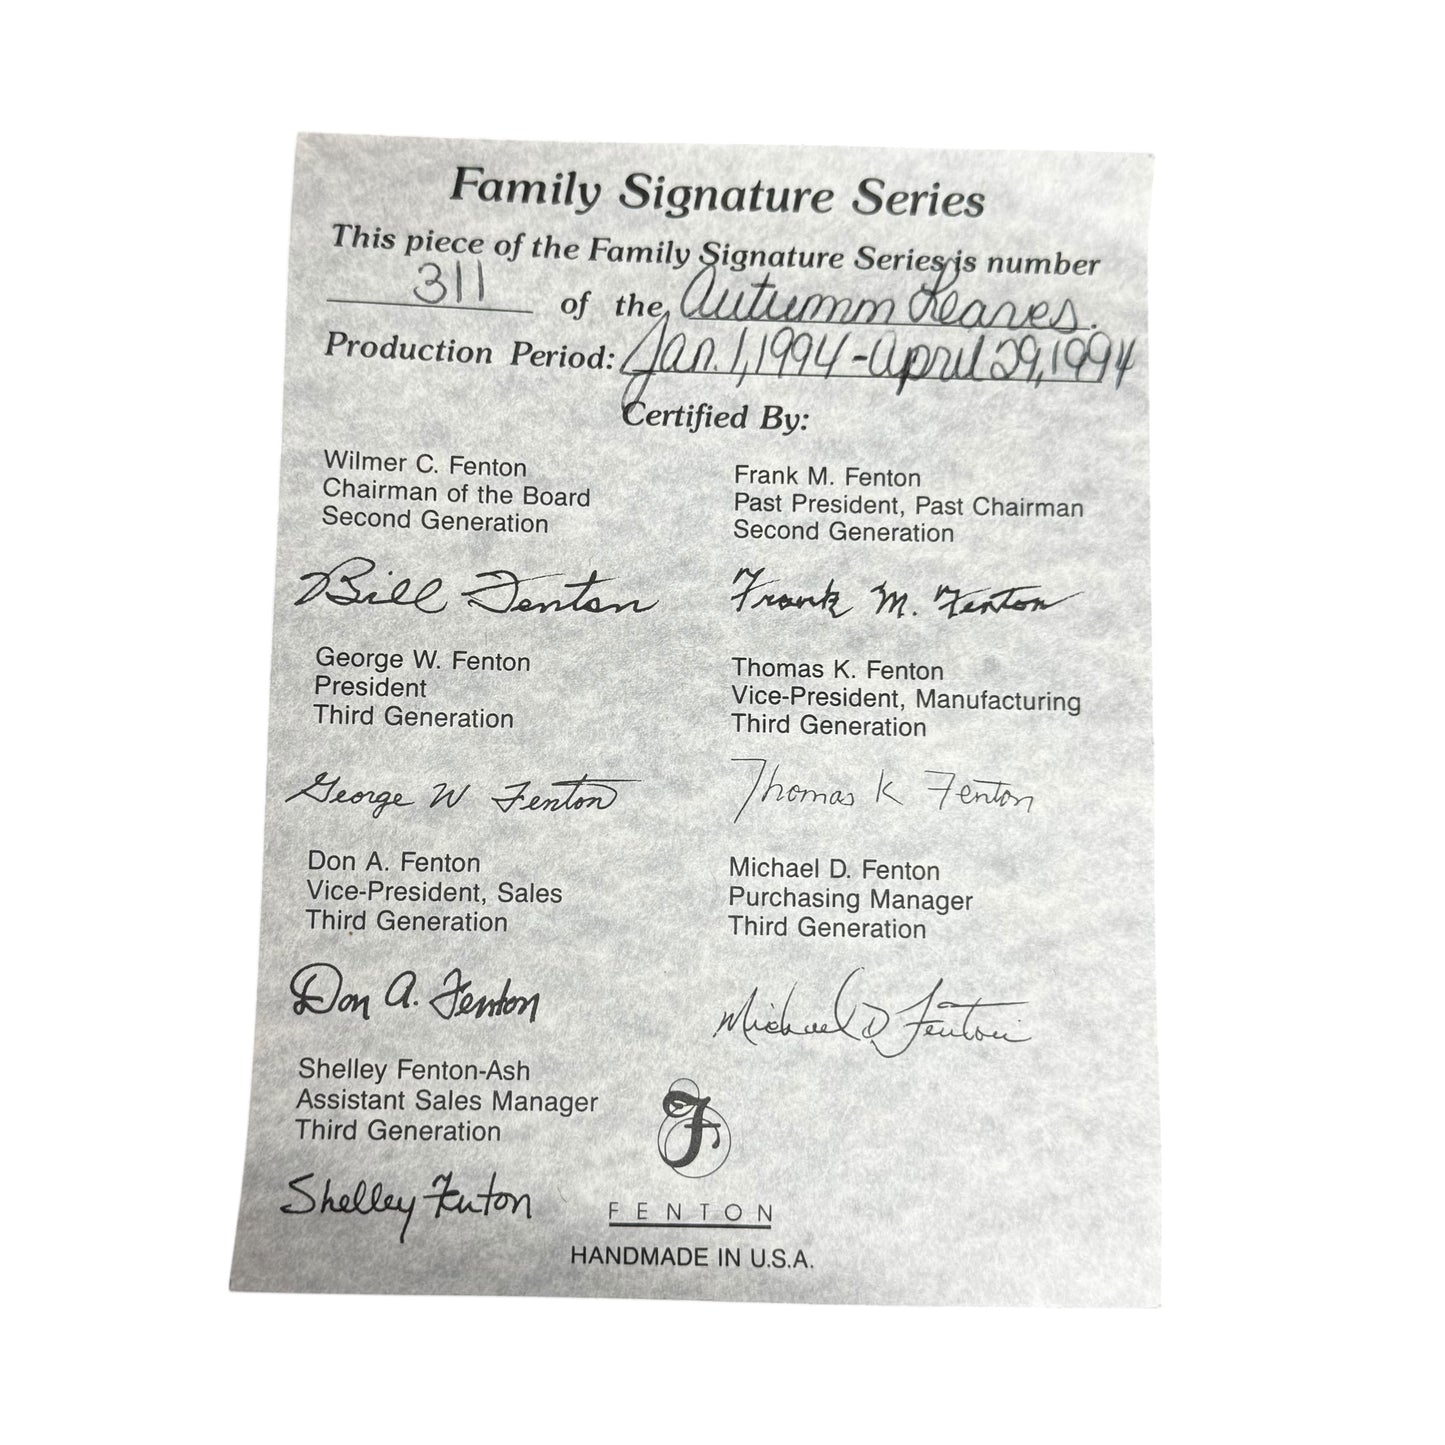 Family Signature Series
This piece of the Family Signature Series is number
311 of the Autumn Leaves.
Production Period: Jan. 1, 1994 - April 29, 1994
Certified By:
Wilmer C. Fenton
Chairman of the Board
Second Generation
Bill Fenton
Frank M. Fenton
Past President, Past Chairman
Second Generation
Frank M. Fenton
George W. Fenton
President
Third Generation
George W Fenton
Thomas K. Fenton
Vice-President, Manufacturing
Third Generation
Thomas K Fenton
Don A. Fenton
Vice-President, Sales
Third Generation
Don A. Fenton
Michael D. Fenton
Purchasing Manager
Third Generation
Michael D Fenton
Shelley Fenton-Ash
Assistant Sales Manager
Third Generation
Shelley Fenton
F
FENTON
HANDMADE IN U.S.A.